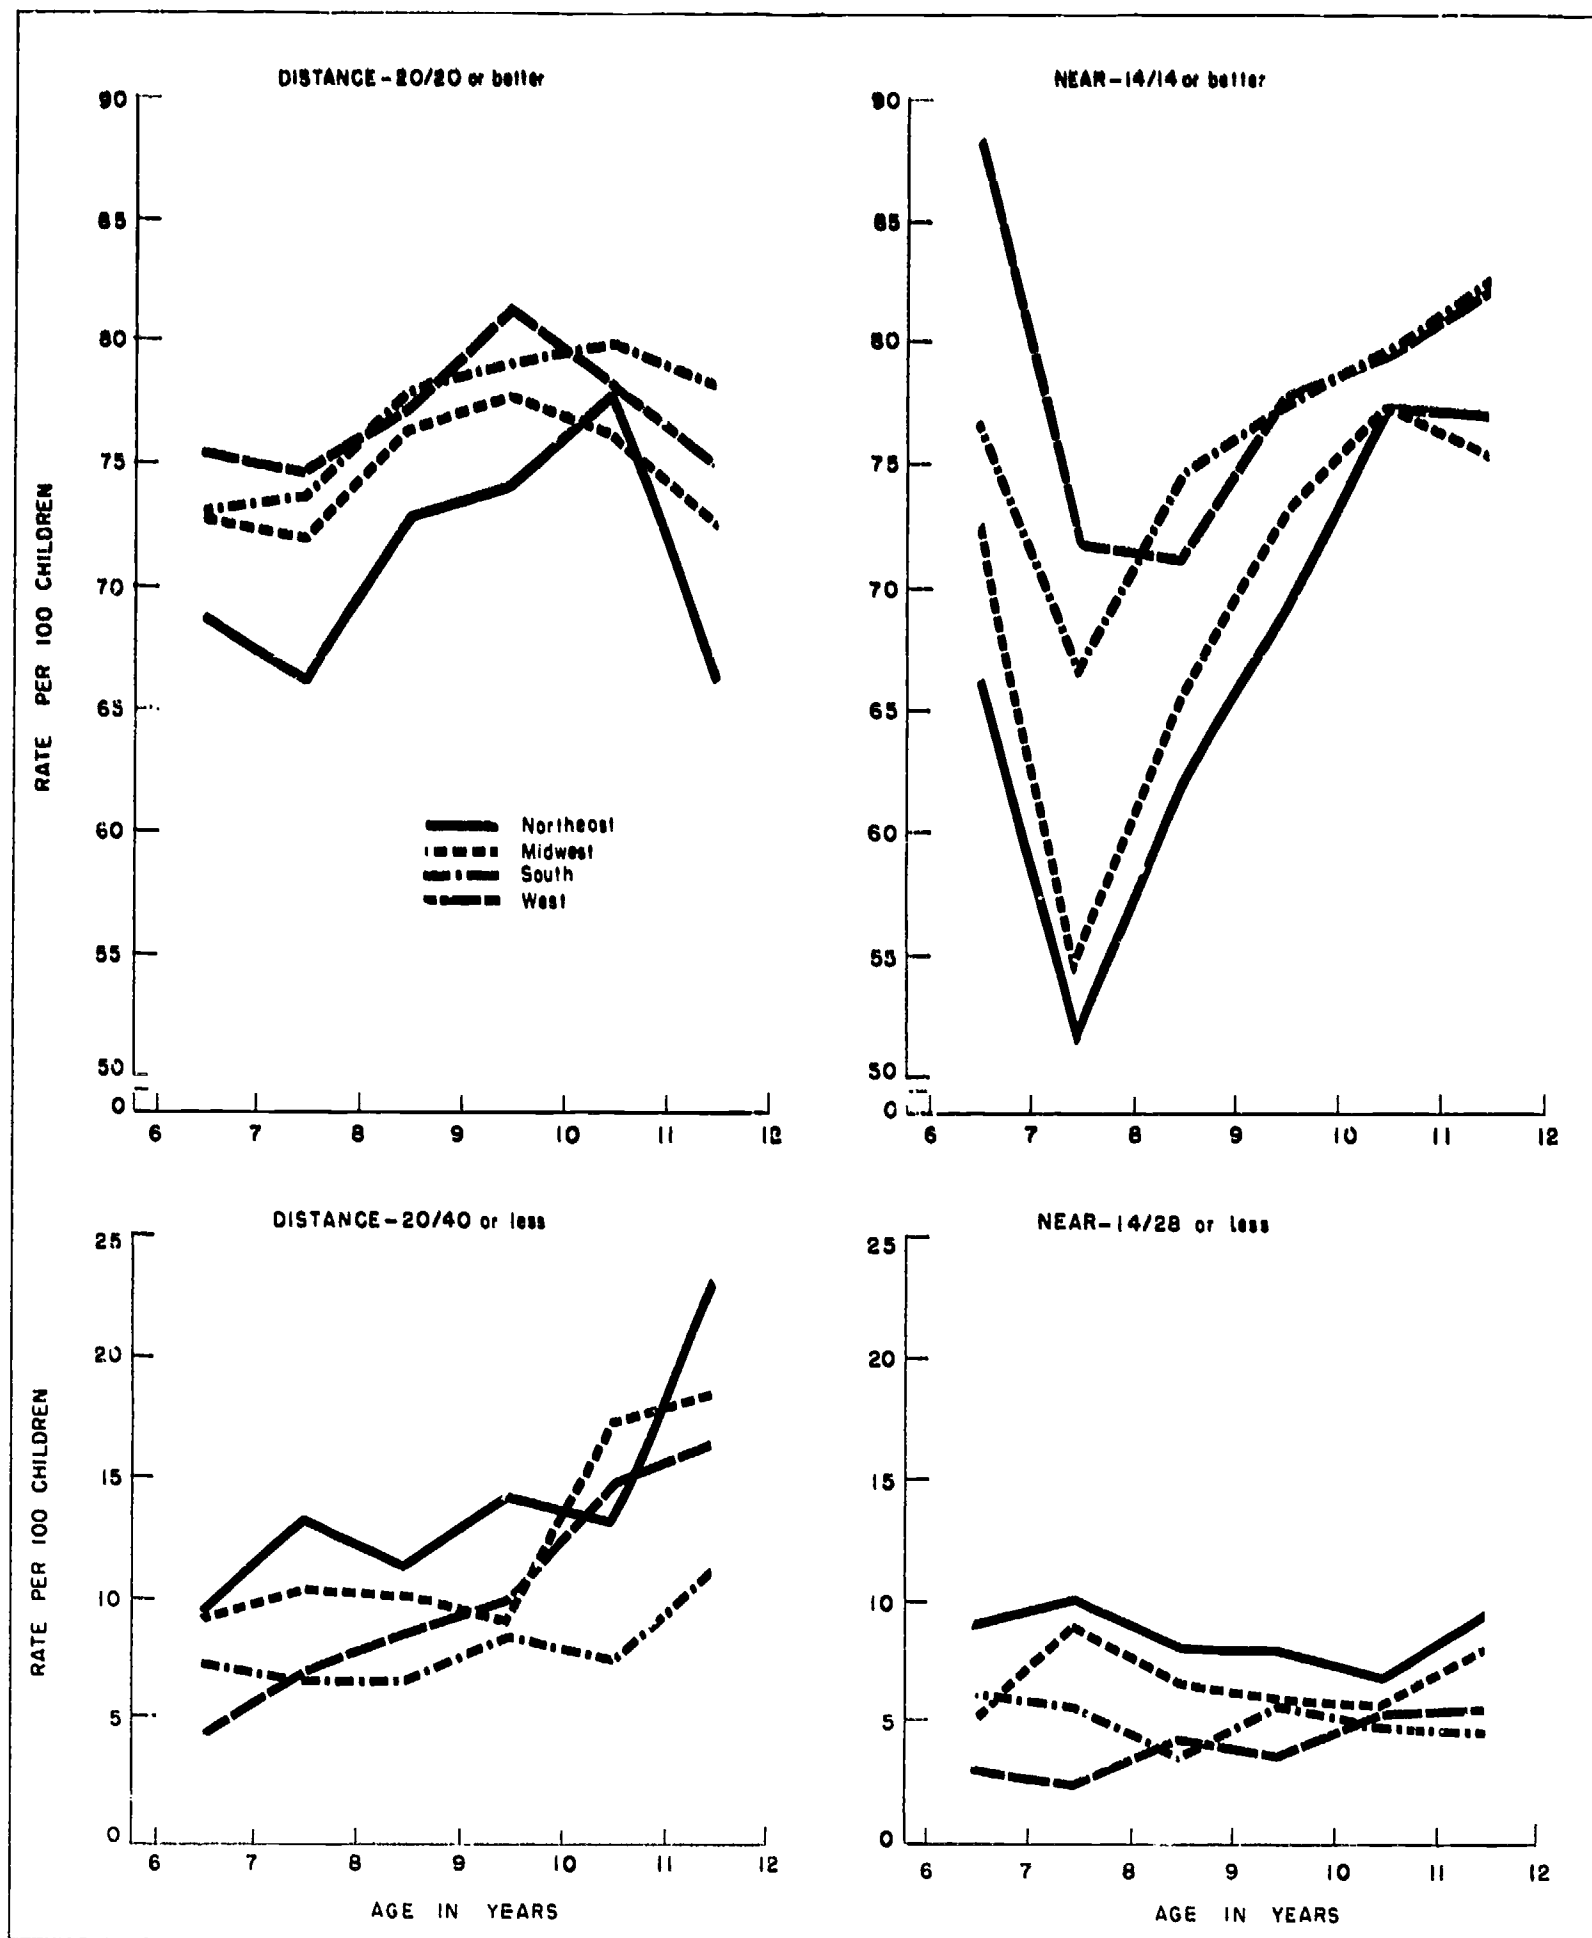 DISTANCE-20/20 or better
90
85
80
75
70
65
60
55
50
0
6 7 8 9 10 11 12
RATE PER 100 CHILDREN
Northeast
Midwest
South
West
NEAR-14/14 or better
90
85
80
75
70
65
60
55
50
0
6 7 8 9 10 11 12
DISTANCE-20/40 or less
25
20
15
10
5
0
6 7 8 9 10 11 12
RATE PER 100 CHILDREN
AGE IN YEARS
NEAR-14/28 or less
25
20
15
10
5
0
6 7 8 9 10 11 12
AGE IN YEARS